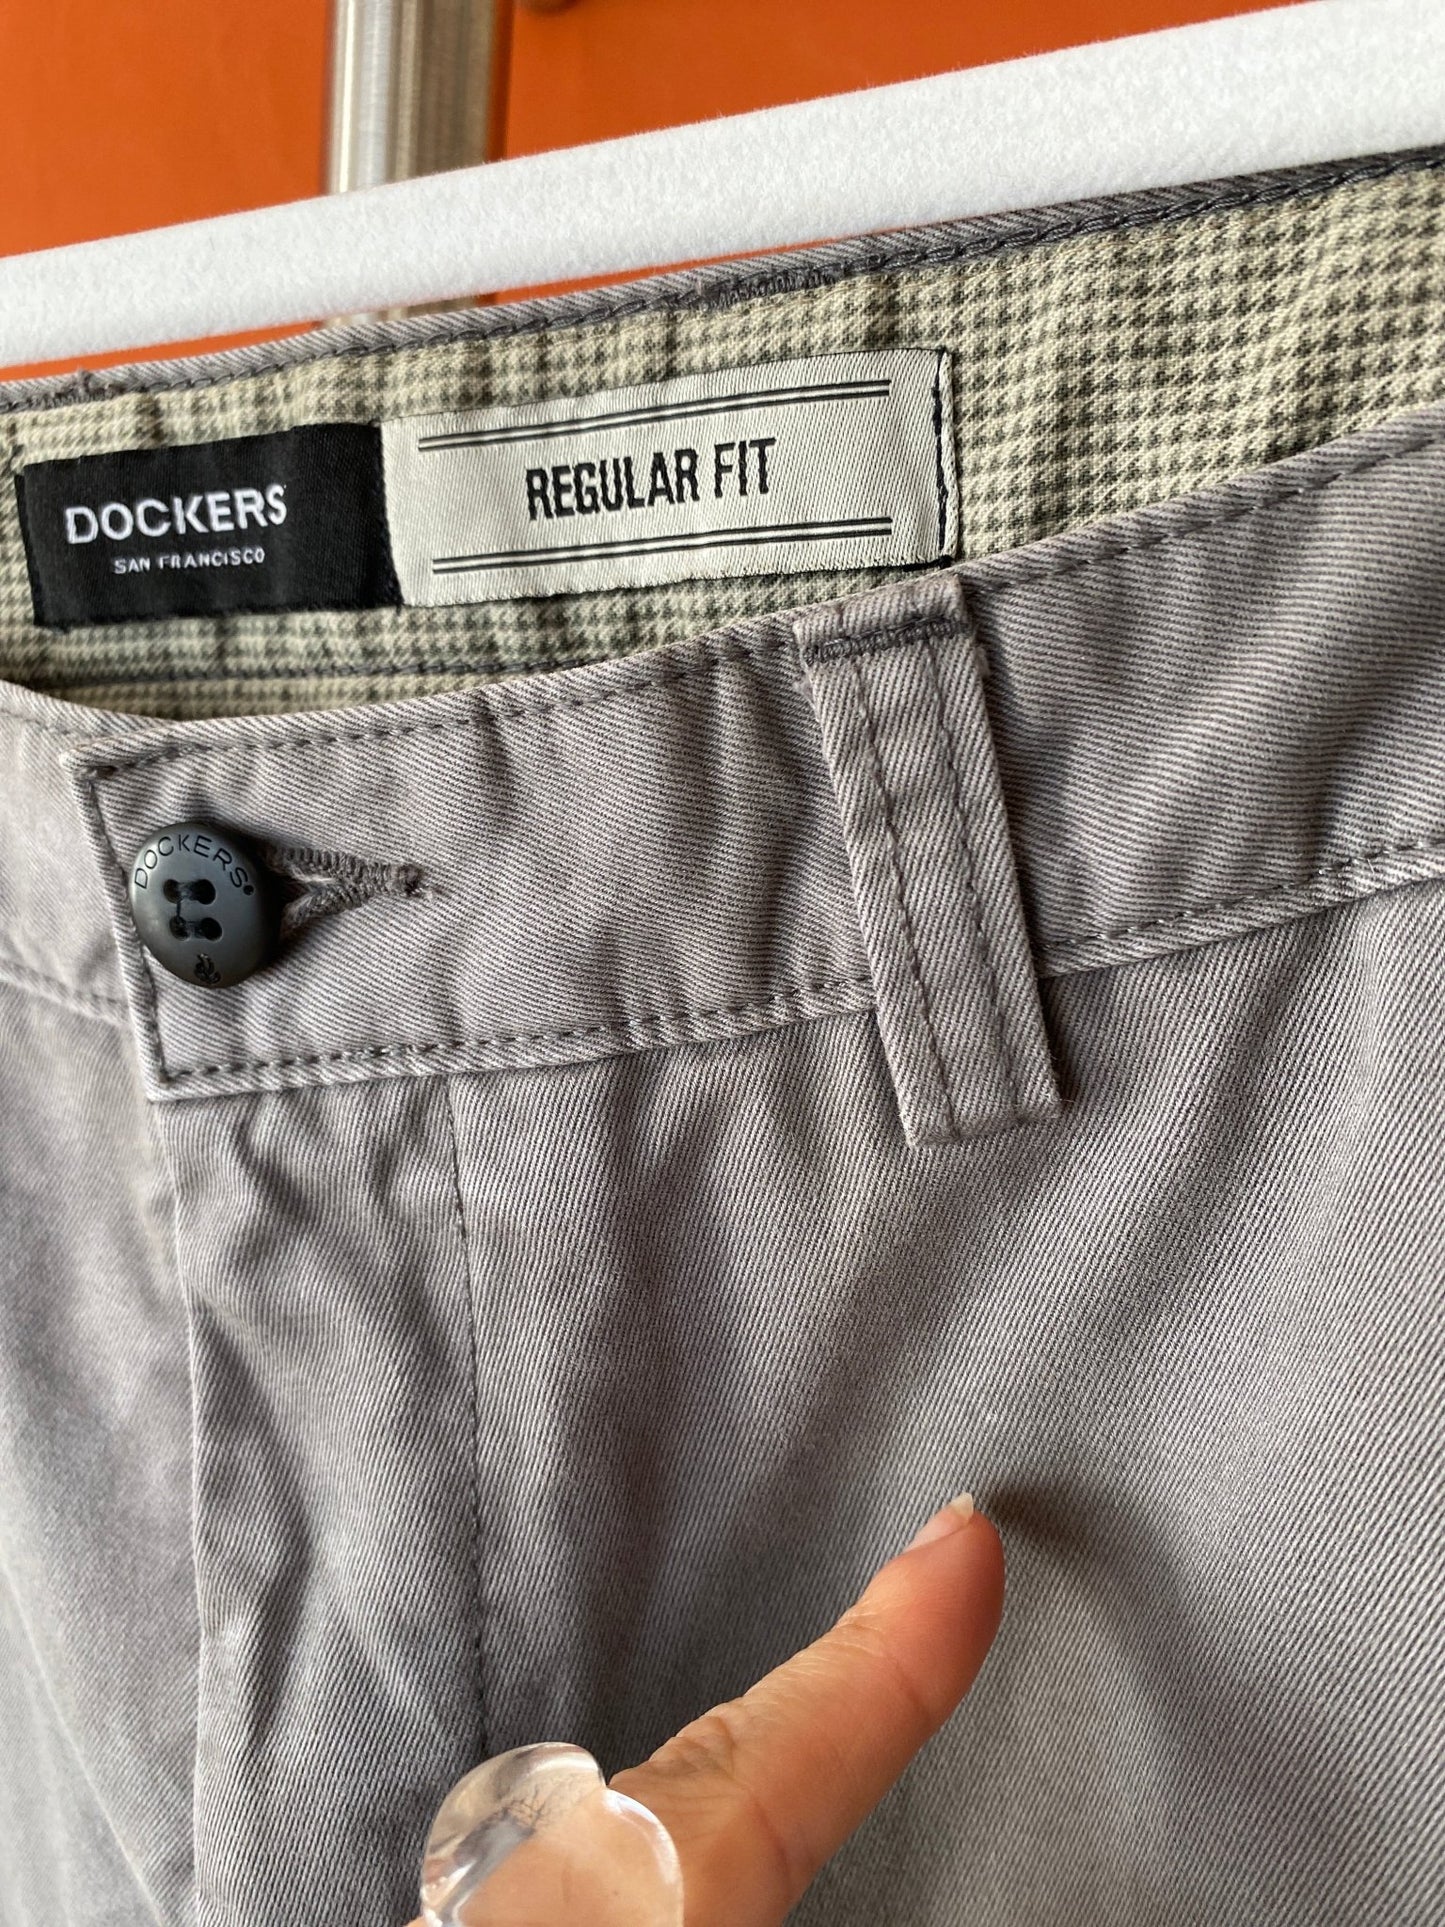 DOCKERS
SAN FRANCISCO
REGULAR FIT
DOCKERS®